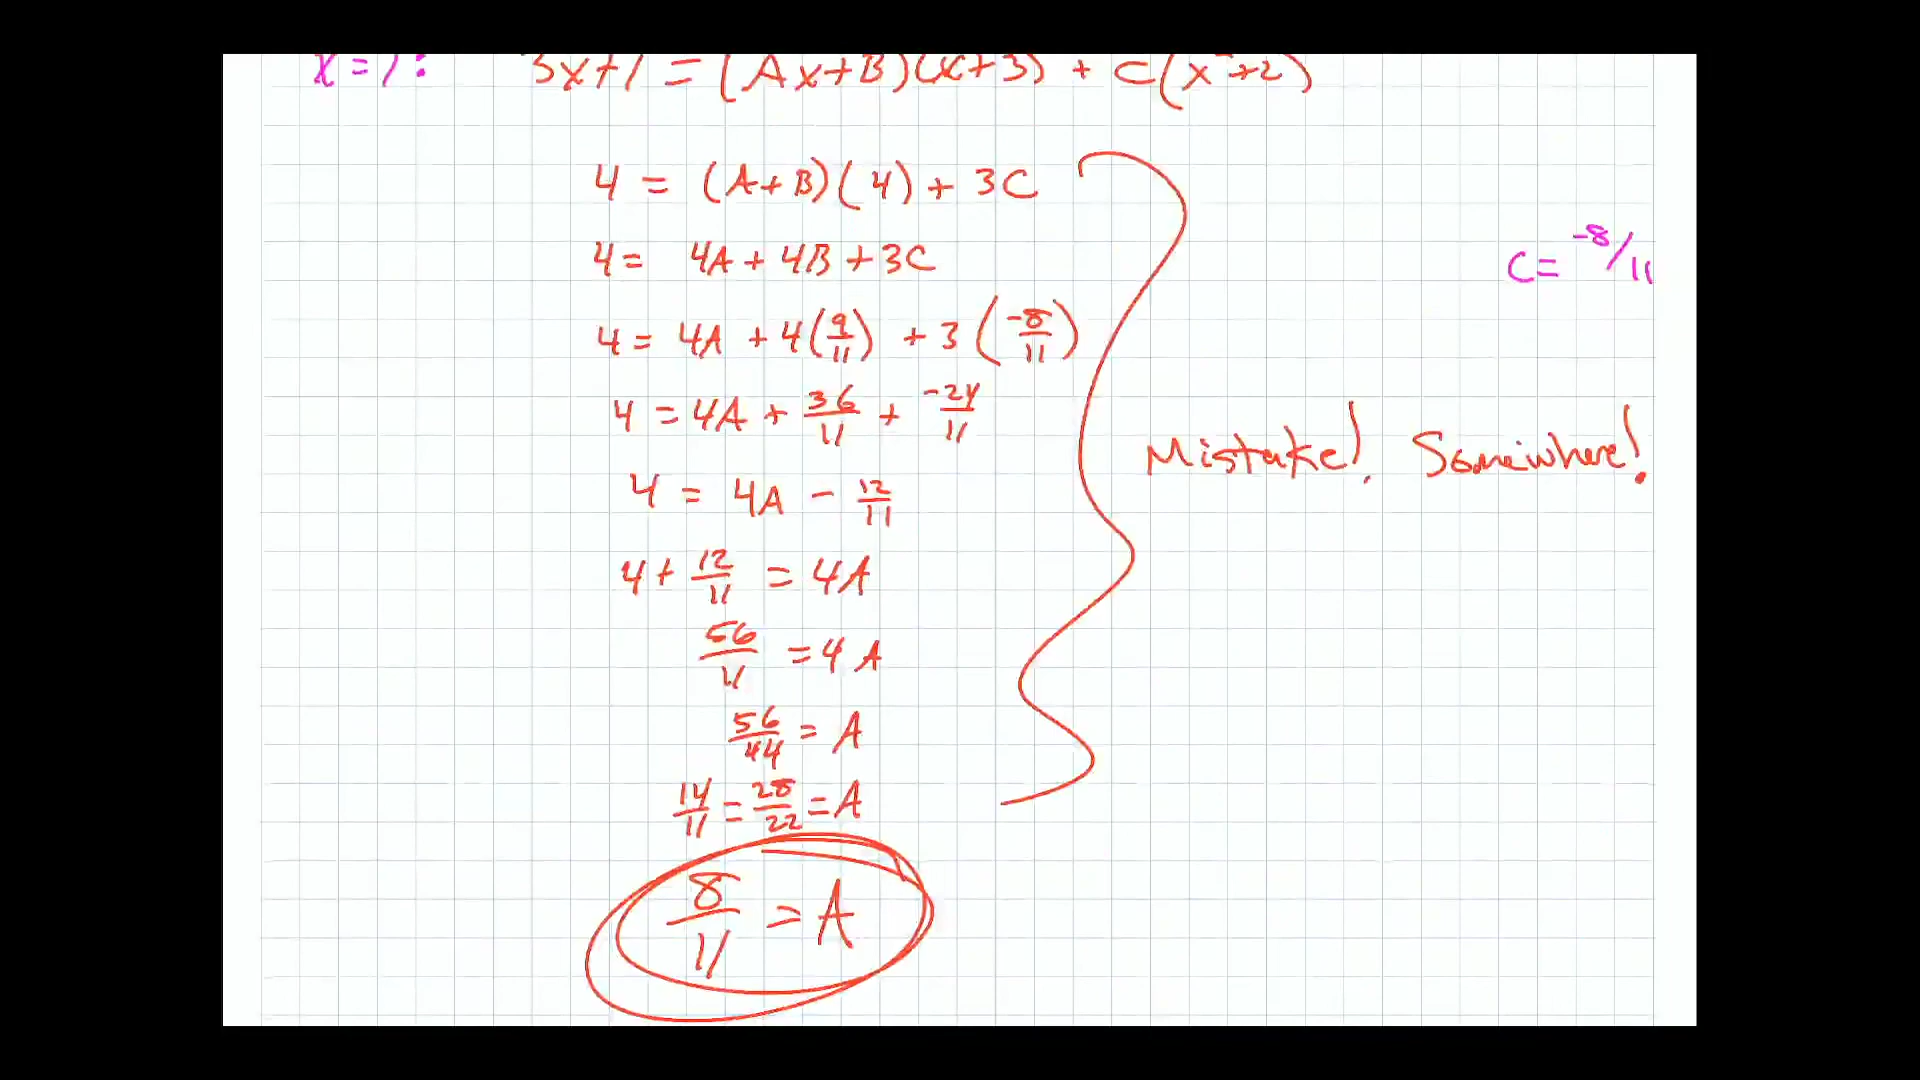 x=1: 3x+1 = (Ax+B)(x+3) + C(x²+2)
4 = (A+B)(4) + 3C
4 = 4A + 4B + 3C
C = -8/11
4 = 4A + 4(9/11) + 3(-8/11)
4 = 4A + 36/11 + -24/11
Mistake! Somewhere!
4 = 4A - 12/11
4 + 12/11 = 4A
56/11 = 4A
56/44 = A
14/11 = 28/22 = A
8/11 = A